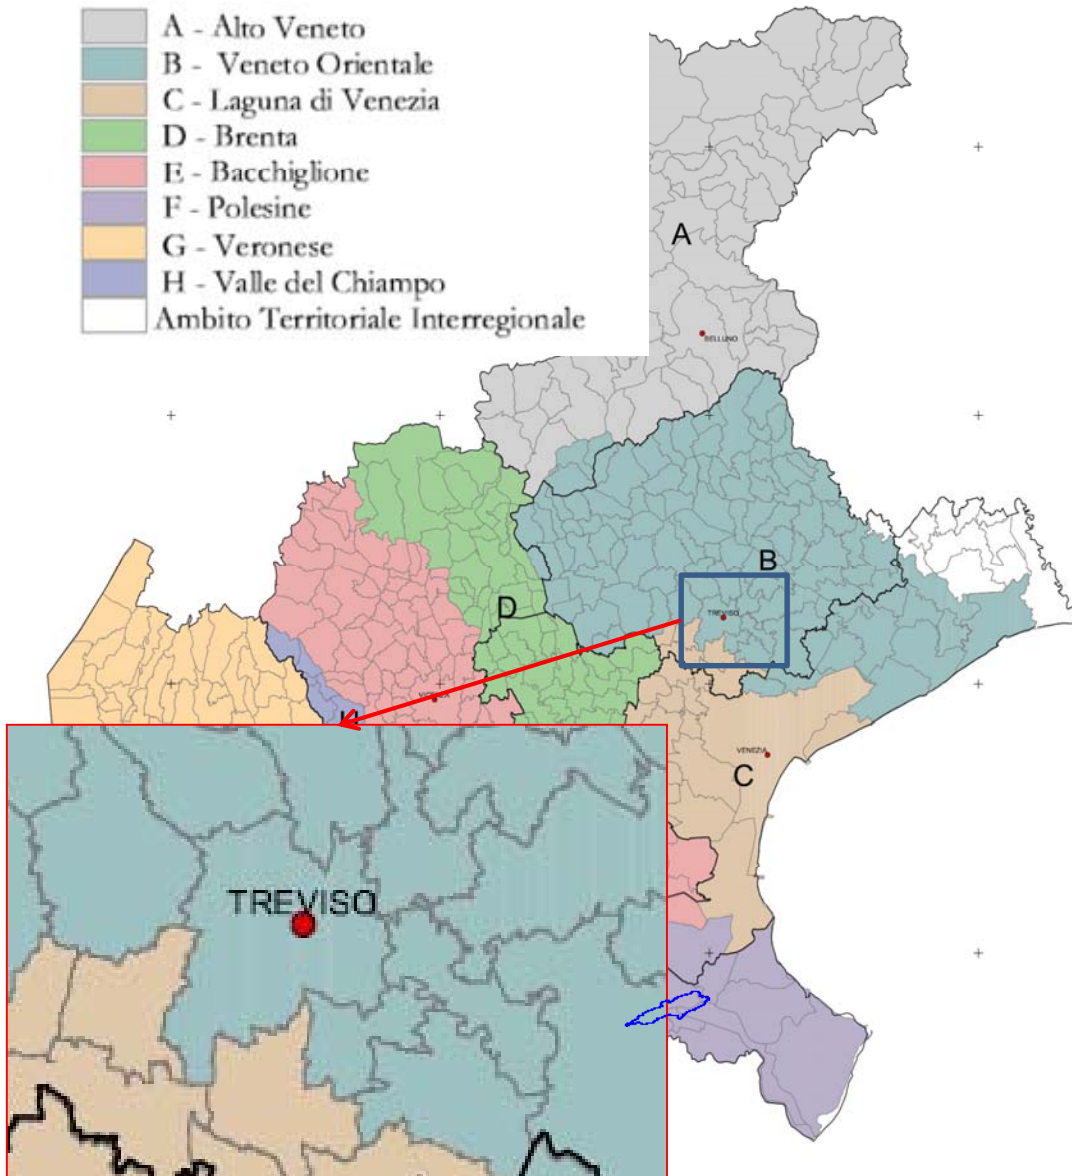 A - Alto Veneto
B - Veneto Orientale
C - Laguna di Venezia
D - Brenta
E - Bacchiglione
F - Polesine
G - Veronese
H - Valle del Chiampo
Ambito Territoriale Interregionale
A
BELLUNO
B
D
TREVISO
VICENZA
H
VENEZIA
C
TREVISO